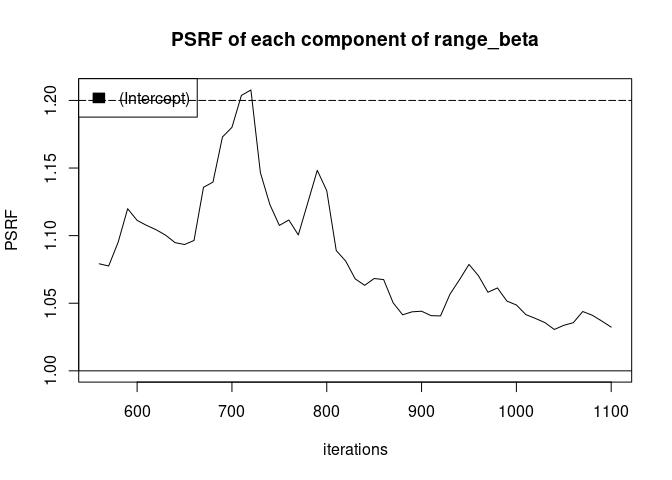 PSRF of each component of range_beta
(Intercept)
PSRF
1.20
1.15
1.10
1.05
1.00
600 700 800 900 1000 1100
iterations